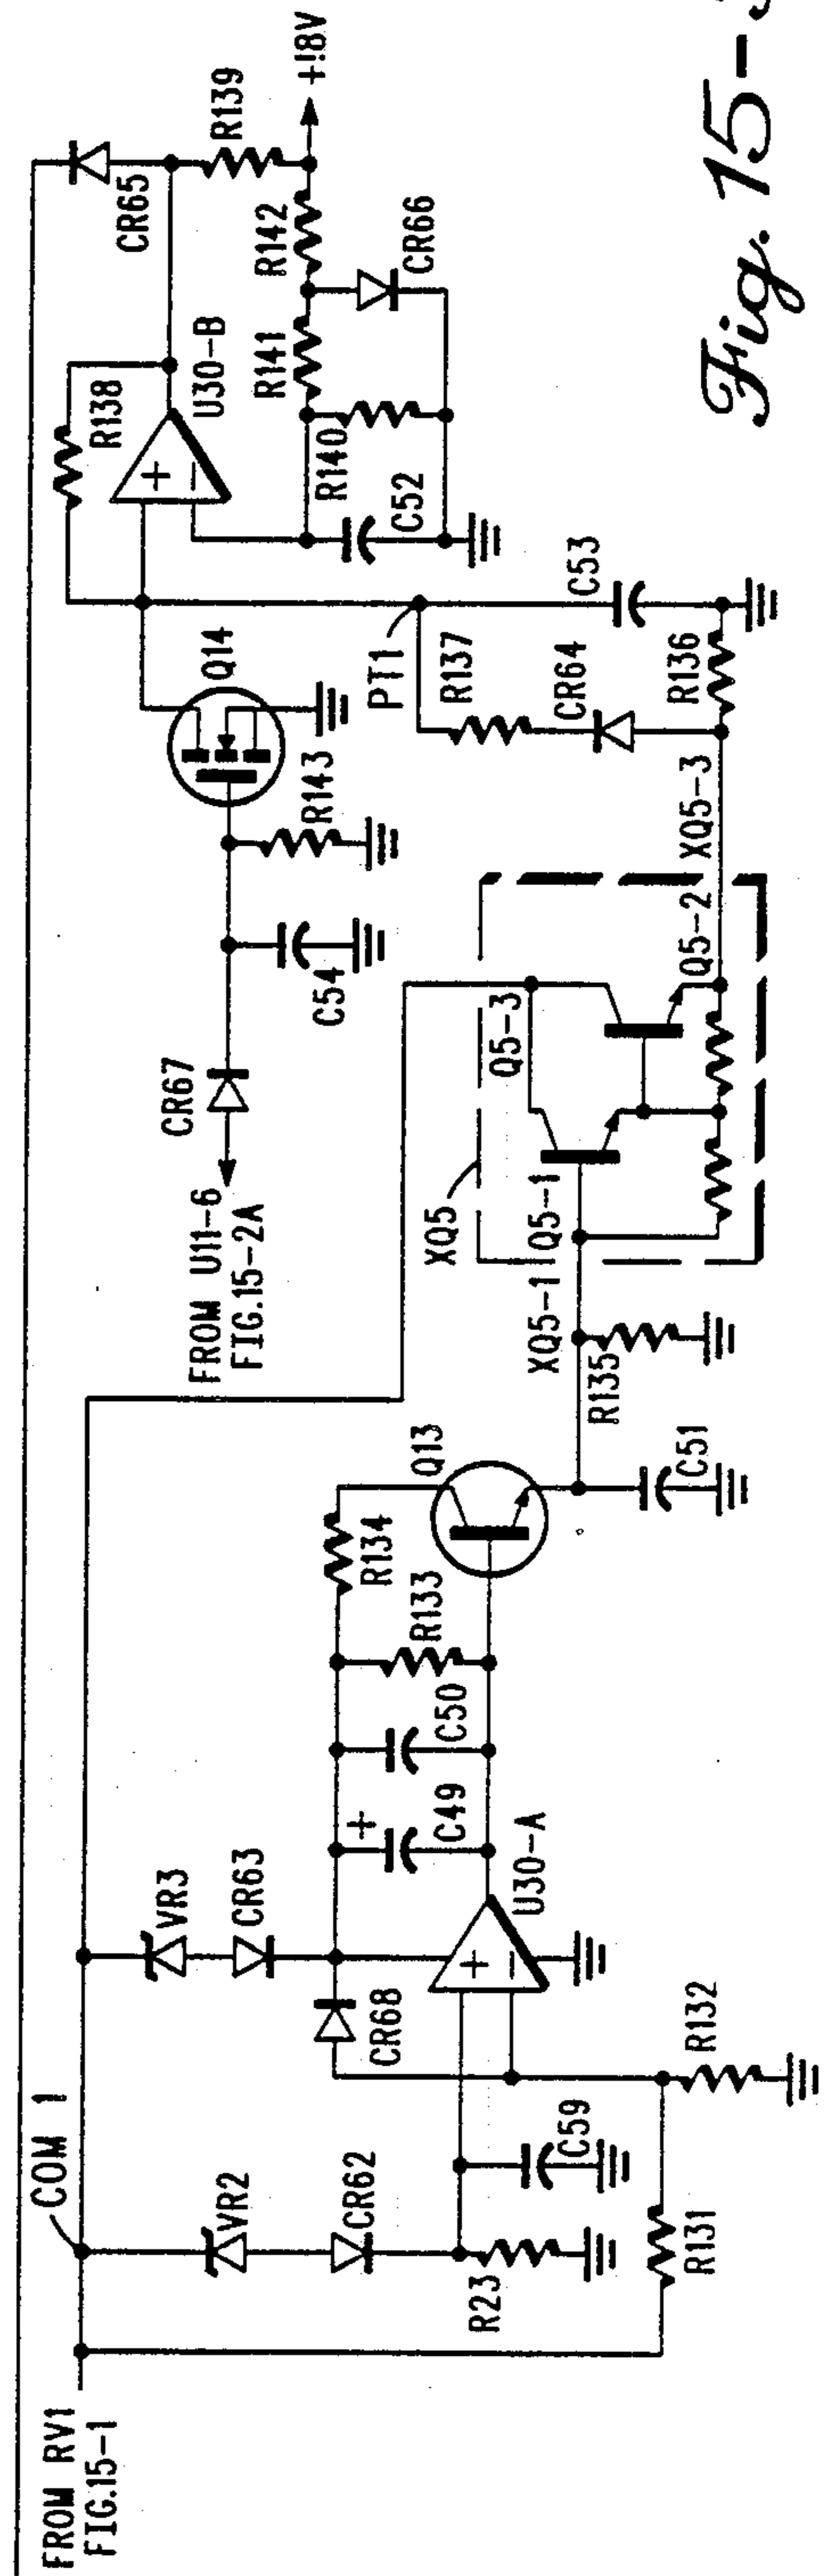 FROM RV1
FIG.15-1
COM 1
VR2
CR62
R23
C59
R131
R132
CR68
VR3
CR63
+
-
U30-A
+
C49
C50
R133
R134
Q13
C51
R135
XQ5-1
XQ5
Q5-1
Q5-3
Q5-2
XQ5-3
FROM U11-6
FIG.15-2A
CR67
C54
R143
Q14
PT1
R137
CR64
R136
C53
R138
+
-
U30-B
C52
R140
R141
R142
CR66
CR65
R139
+!8V